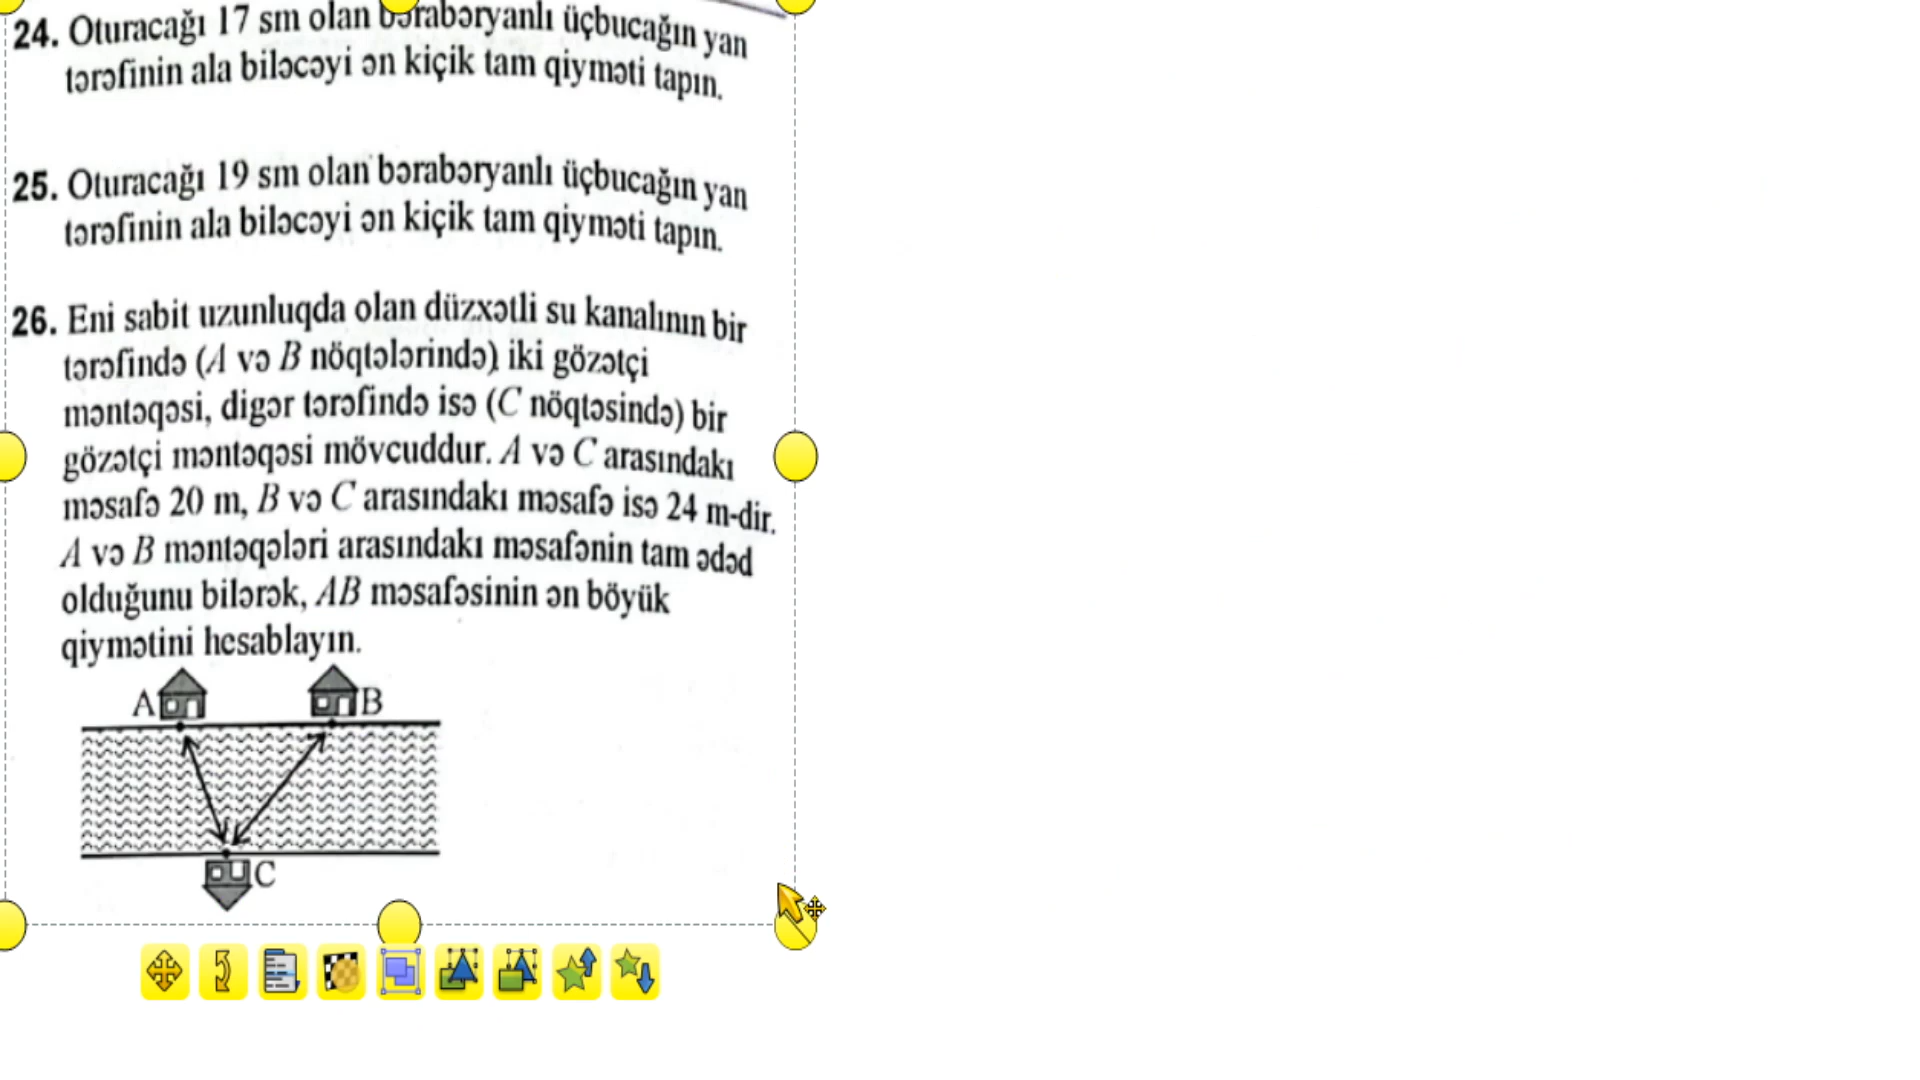 24. Oturacağı 17 sm olan bərabəryanlı üçbucağın yan
tərəfinin ala biləcəyi ən kiçik tam qiyməti tapın.
25. Oturacağı 19 sm olan bərabəryanlı üçbucağın yan
tərəfinin ala biləcəyi ən kiçik tam qiyməti tapın.
26. Eni sabit uzunluqda olan düzxətli su kanalının bir
tərəfində (A və B nöqtələrində) iki gözətçi
məntəqəsi, digər tərəfində isə (C nöqtəsində) bir
gözətçi məntəqəsi mövcuddur. A və C arasındakı
məsafə 20 m, B və C arasındakı məsafə isə 24 m-dir.
A və B məntəqələri arasındakı məsafənin tam ədəd
olduğunu bilərək, AB məsafəsinin ən böyük
qiymətini hesablayın.
A B
C